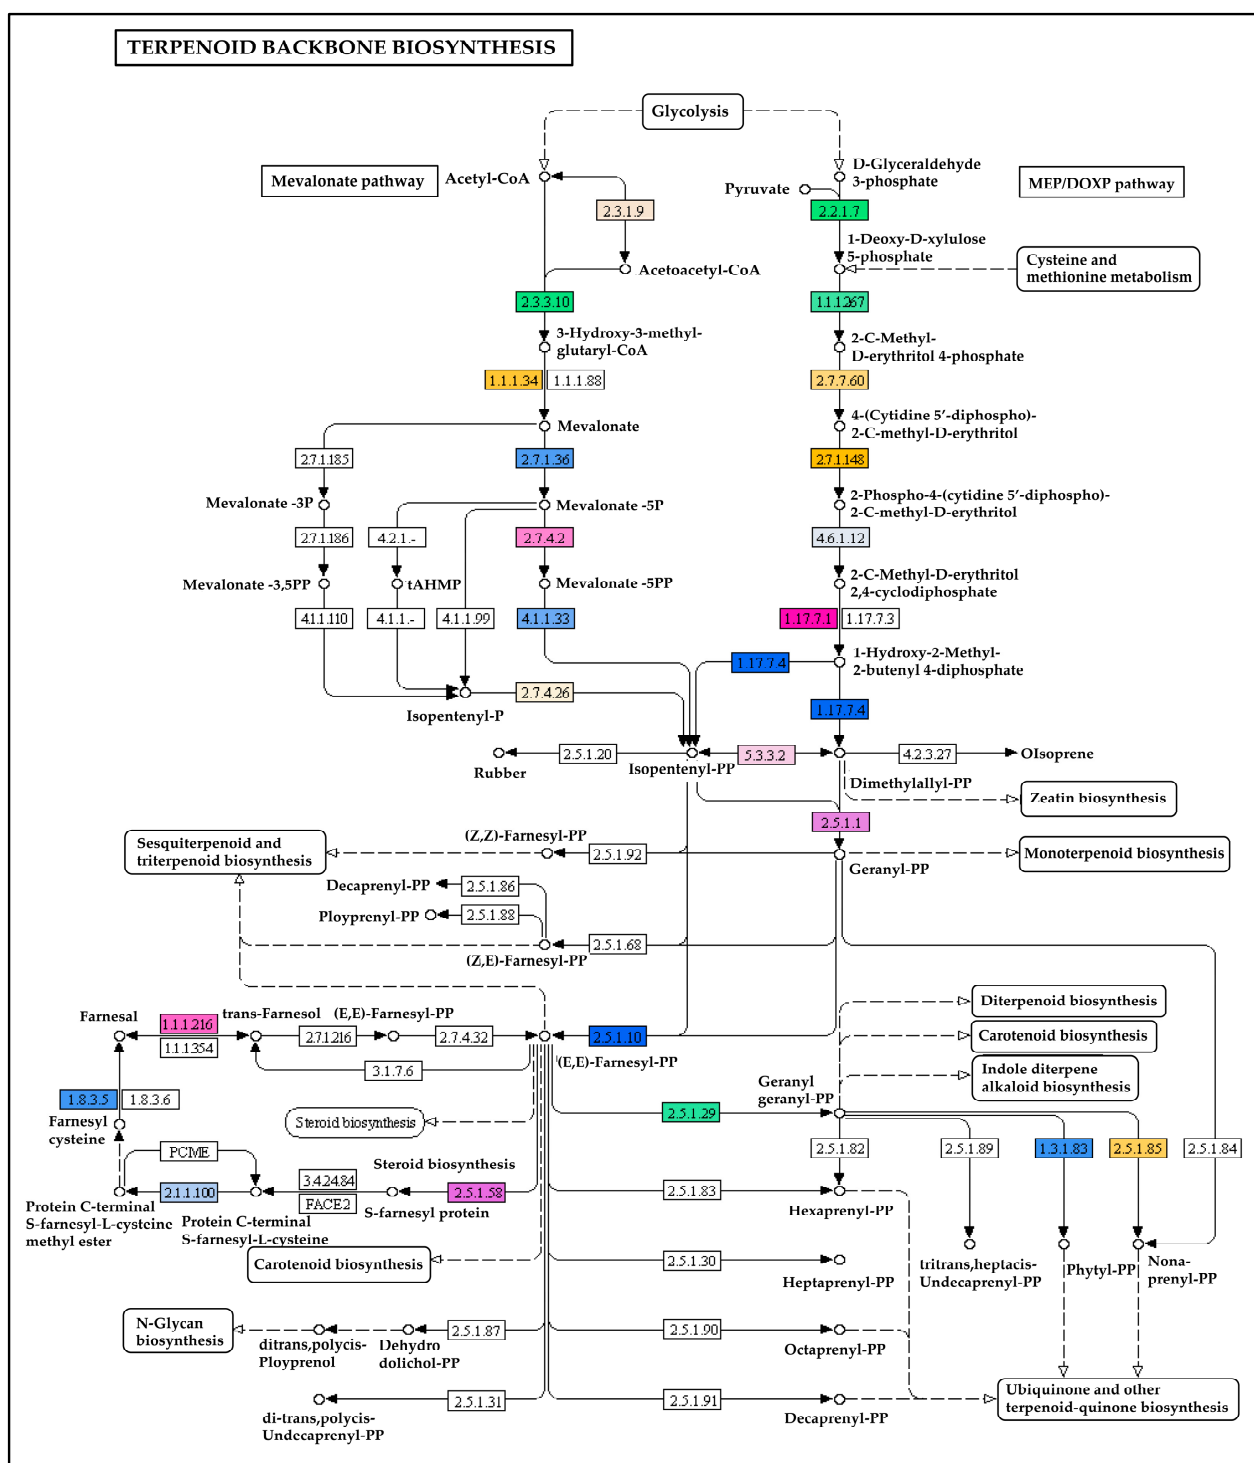 TERPENOID BACKBONE BIOSYNTHESIS
Glycolysis
Mevalonate pathway
Acetyl-CoA
D-Glyceraldehyde
3-phosphate
Pyruvate
MEP/DOXP pathway
2.3.1.9
2.2.1.7
1-Deoxy-D-xylulose
5-phosphate
Acetoacetyl-CoA
Cysteine and
methionine metabolism
2.3.3.10
1.1.1.267
3-Hydroxy-3-methyl-
glutaryl-CoA
2-C-Methyl-
D-erythritol 4-phosphate
1.1.1.34
1.1.1.88
2.7.7.60
Mevalonate
4-(Cytidine 5'-diphospho)-
2-C-methyl-D-erythritol
2.7.1.185
2.7.1.36
2.7.1.148
Mevalonate -3P
Mevalonate -5P
2-Phospho-4-(cytidine 5'-diphospho)-
2-C-methyl-D-erythritol
2.7.1.186
4.2.1.-
2.7.4.2
4.6.1.12
Mevalonate -3,5PP
tAHMP
Mevalonate -5PP
2-C-Methyl-D-erythritol
2,4-cyclodiphosphate
4.1.1.110
4.1.1.-
4.1.1.99
4.1.1.33
1.17.7.1
1.17.7.3
1.17.7.4
1-Hydroxy-2-Methyl-
2-butenyl 4-diphosphate
2.7.4.26
1.17.7.4
Isopentenyl-P
2.5.1.20
5.3.3.2
4.2.3.27
OIsoprene
Rubber
Isopentenyl-PP
Dimethylallyl-PP
Zeatin biosynthesis
2.5.1.1
Sesquiterpenoid and
triterpenoid biosynthesis
(Z,Z)-Farnesyl-PP
2.5.1.92
Geranyl-PP
Monoterpenoid biosynthesis
Decaprenyl-PP
2.5.1.86
Ployprenyl-PP
2.5.1.88
2.5.1.68
(Z,E)-Farnesyl-PP
Diterpenoid biosynthesis
Farnesal
1.1.1.216
trans-Farnesol
(E,E)-Farnesyl-PP
2.7.1.216
2.7.4.32
2.5.1.10
Carotenoid biosynthesis
1.1.1.354
3.1.7.6
(E,E)-Farnesyl-PP
Indole diterpene
alkaloid biosynthesis
Geranyl
geranyl-PP
1.8.3.5
1.8.3.6
Farnesyl
cysteine
Steroid biosynthesis
2.5.1.29
PCME
2.5.1.82
2.5.1.89
1.3.1.83
2.5.1.85
2.5.1.84
Steroid biosynthesis
3.4.24.84
2.1.1.100
FACE2
2.5.1.58
2.5.1.83
S-farnesyl protein
Hexaprenyl-PP
Protein C-terminal
S-farnesyl-L-cysteine
methyl ester
Protein C-terminal
S-farnesyl-L-cysteine
Carotenoid biosynthesis
2.5.1.30
Heptaprenyl-PP
tritrans,heptacis-
Undecaprenyl-PP
Phytyl-PP
Nona-
prenyl-PP
N-Glycan
biosynthesis
ditrans,polycis-
Ployprenol
Dehydro
dolichol-PP
2.5.1.87
2.5.1.90
Octaprenyl-PP
2.5.1.31
2.5.1.91
di-trans,polycis-
Undecaprenyl-PP
Decaprenyl-PP
Ubiquinone and other
terpenoid-quinone biosynthesis